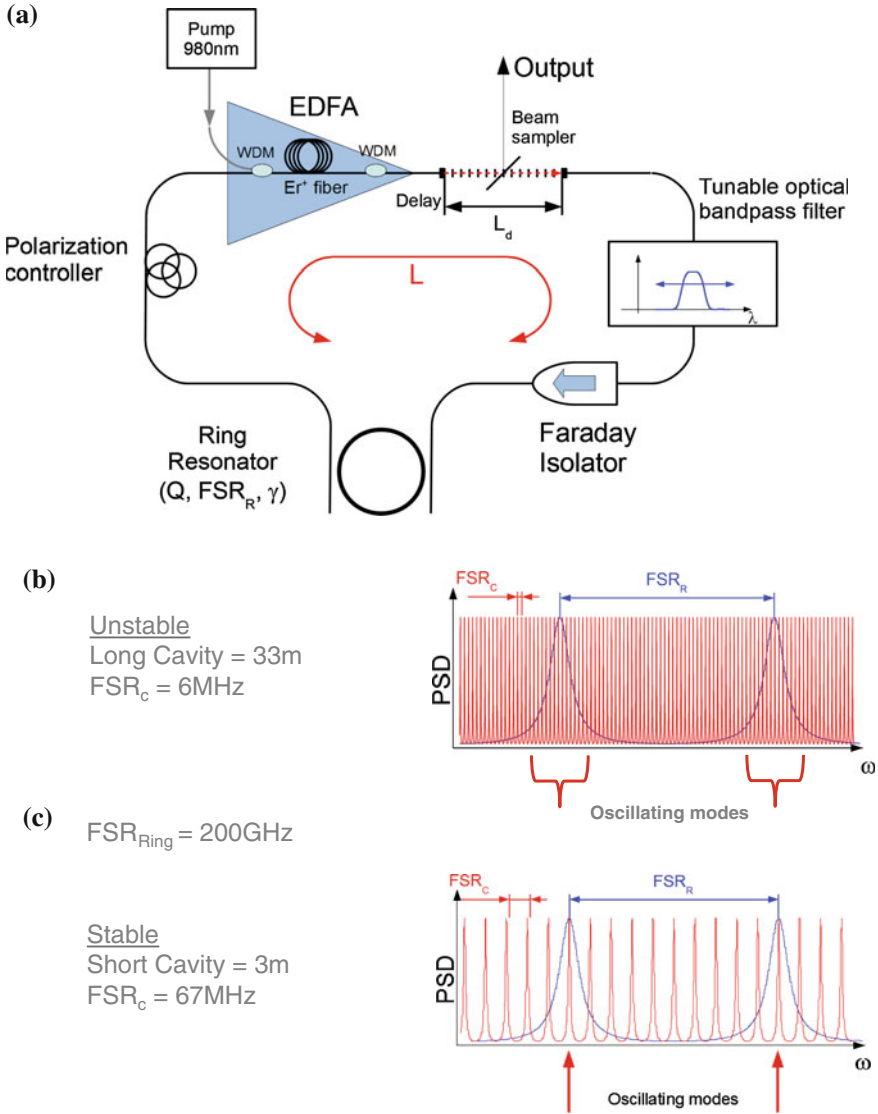 (a)
Pump
980nm
EDFA
WDM
WDM
Er+ fiber
Output
Beam
sampler
Delay
Ld
Tunable optical
bandpass filter
λ
Polarization
controller
L
Ring
Resonator
(Q, FSRR, γ)
Faraday
Isolator
(b)
Unstable
Long Cavity = 33m
FSRc = 6MHz
FSRC
FSRR
PSD
ω
Oscillating modes
(c)
FSRRing = 200GHz
Stable
Short Cavity = 3m
FSRc = 67MHz
FSRC
FSRR
PSD
ω
Oscillating modes